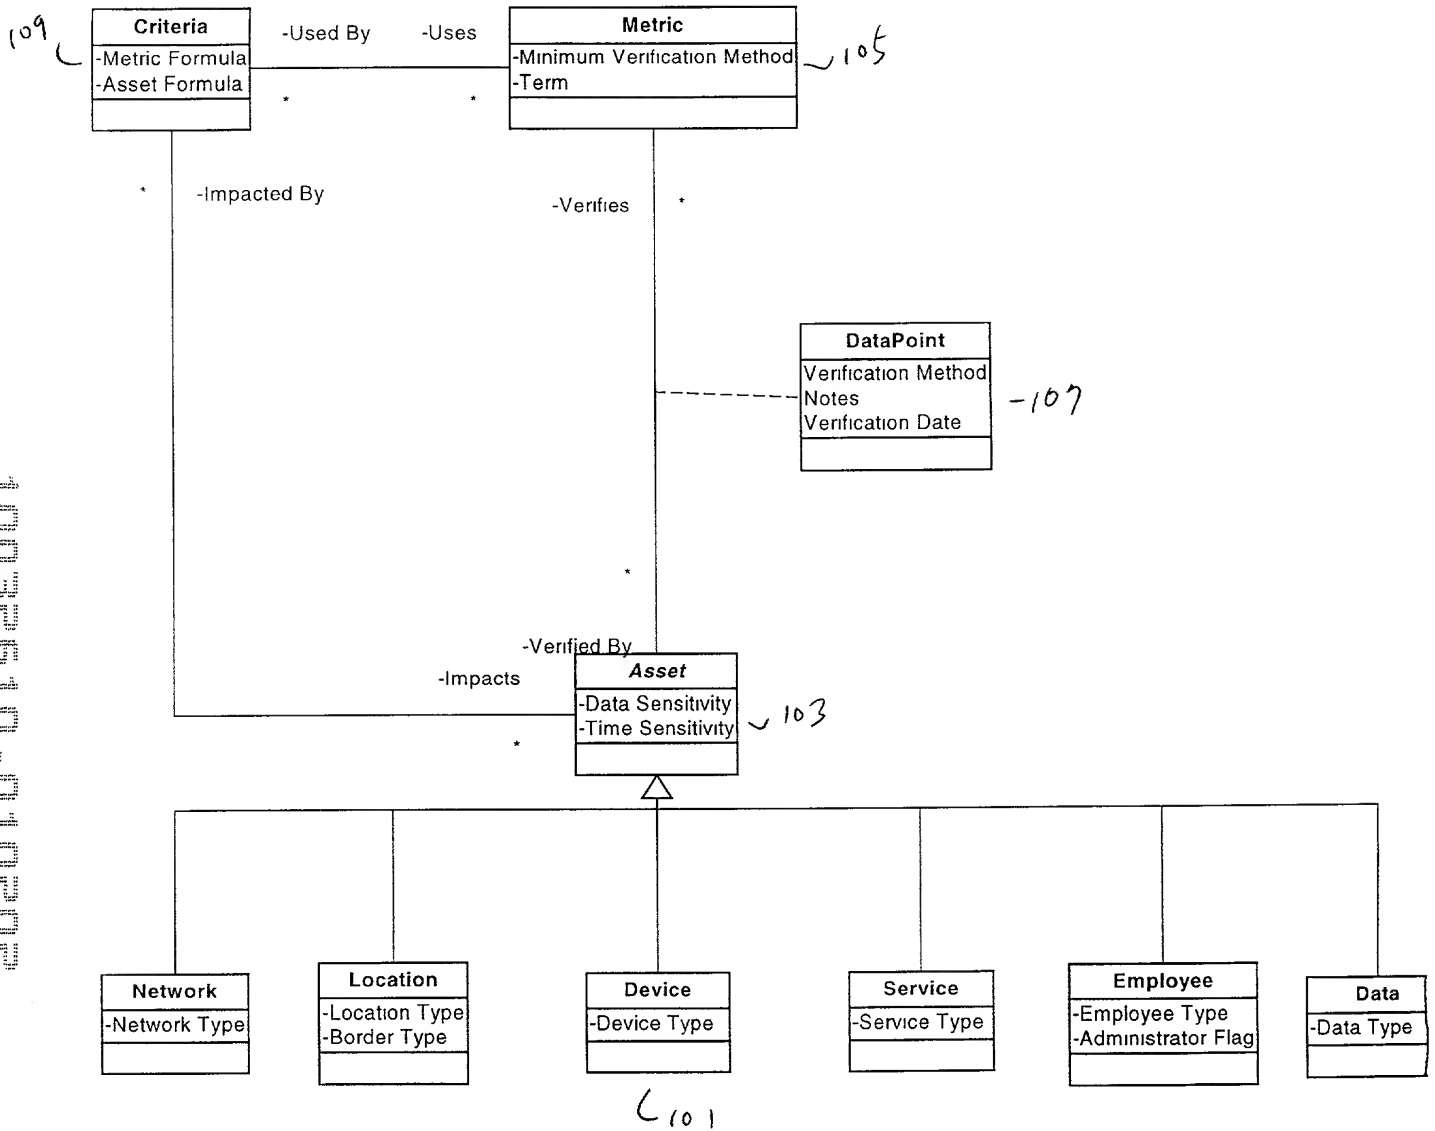 109
Criteria
-Metric Formula
-Asset Formula
-Used By
-Uses
*
*
Metric
-Minimum Verification Method
-Term
105
*
-Impacted By
-Verifies
*
DataPoint
Verification Method
Notes
Verification Date
-107
*
-Verified By
-Impacts
*
Asset
-Data Sensitivity
-Time Sensitivity
103
Network
-Network Type
Location
-Location Type
-Border Type
Device
-Device Type
Service
-Service Type
Employee
-Employee Type
-Administrator Flag
Data
-Data Type
101